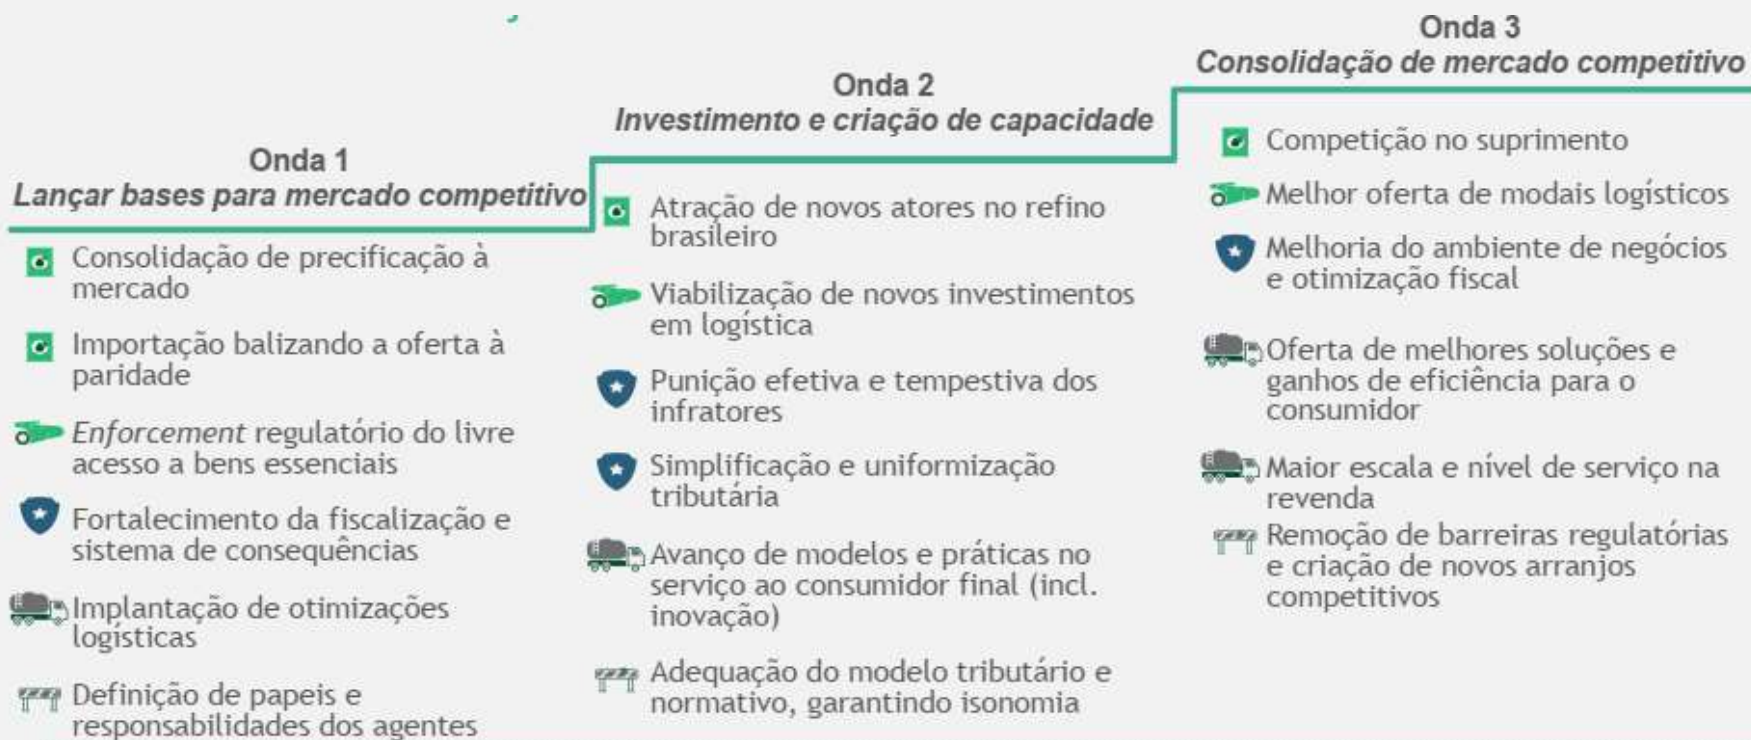 Onda 1
Lançar bases para mercado competitivo
Consolidação de precificação à
mercado
Importação balizando a oferta à
paridade
Enforcement regulatório do livre
acesso a bens essenciais
Fortalecimento da fiscalização e
sistema de consequências
Implantação de otimizações
logísticas
Definição de papeis e
responsabilidades dos agentes
Onda 2
Investimento e criação de capacidade
Atração de novos atores no refino
brasileiro
Viabilização de novos investimentos
em logística
Punição efetiva e tempestiva dos
infratores
Simplificação e uniformização
tributária
Avanço de modelos e práticas no
serviço ao consumidor final (incl.
inovação)
Adequação do modelo tributário e
normativo, garantindo isonomia
Onda 3
Consolidação de mercado competitivo
Competição no suprimento
Melhor oferta de modais logísticos
Melhoria do ambiente de negócios
e otimização fiscal
Oferta de melhores soluções e
ganhos de eficiência para o
consumidor
Maior escala e nível de serviço na
revenda
Remoção de barreiras regulatórias
e criação de novos arranjos
competitivos